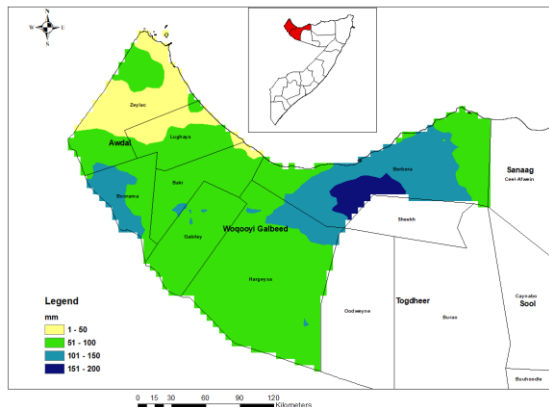 N
W E
S
Zeylac
Lughaya
Awdal
Borama
Baki
Gabiley
Woqooyi Galbeed
Hargeysa
Berbera
Sheekh
Sanaag
Ceel Afweyn
Oodweyne
Togdheer
Burao
Caynabo
Sool
Buuhoodle
Legend
mm
1 - 50
51 - 100
101 - 150
151 - 200
0 15 30 60 90 120
Kilometers